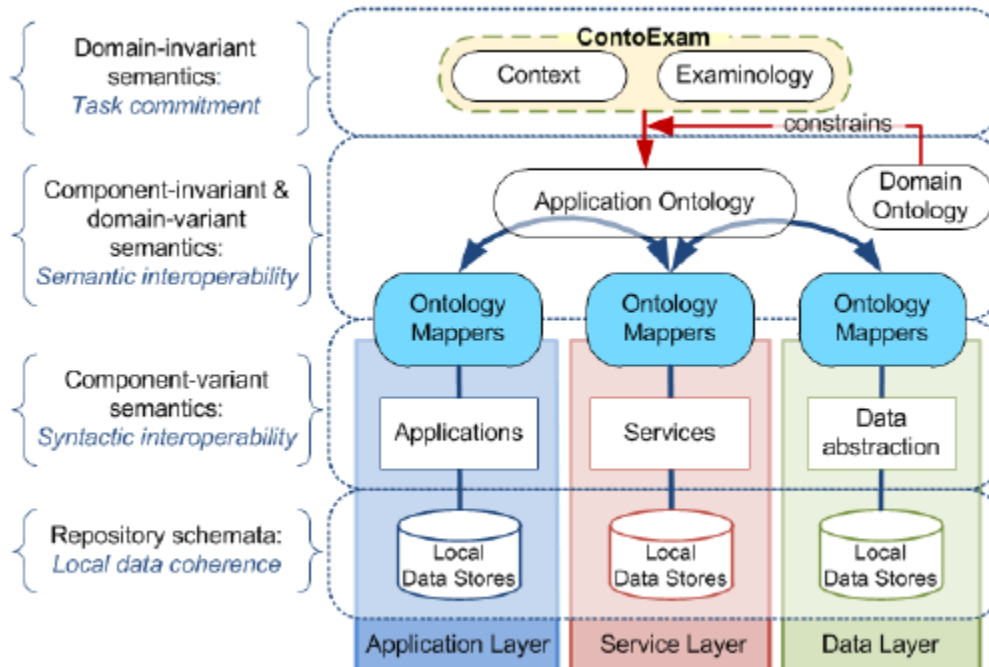 Domain-invariant
semantics:
Task commitment
ContoExam
Context
Examinology
constrains
Component-invariant &
domain-variant
semantics:
Semantic interoperability
Application Ontology
Domain
Ontology
Ontology
Mappers
Ontology
Mappers
Ontology
Mappers
Component-variant
semantics:
Syntactic interoperability
Applications
Services
Data
abstraction
Repository schemata:
Local data coherence
Local
Data Stores
Local
Data Stores
Local
Data Stores
Application Layer
Service Layer
Data Layer